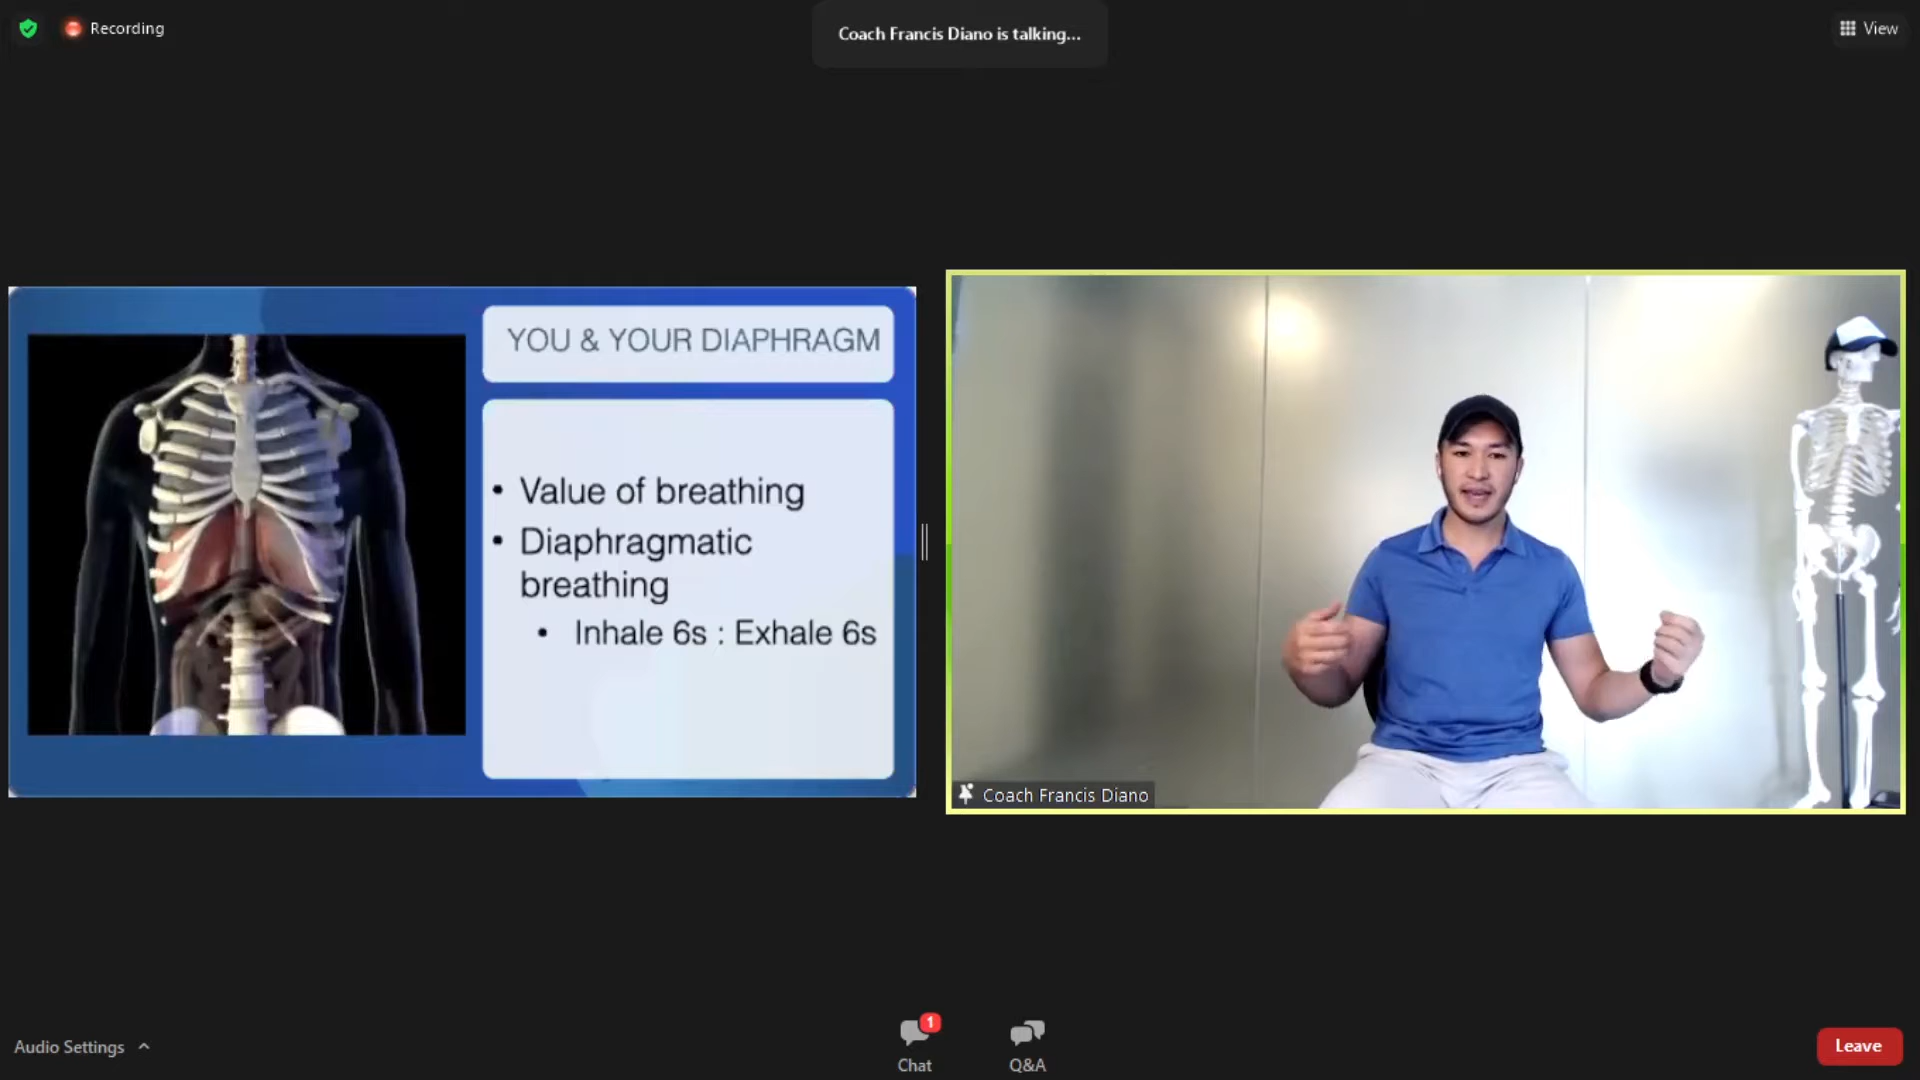 Recording
Coach Francis Diano is talking...
View
YOU & YOUR DIAPHRAGM
• Value of breathing
• Diaphragmatic
breathing
• Inhale 6s : Exhale 6s
Coach Francis Diano
Audio Settings
1
Chat
Q&A
Leave